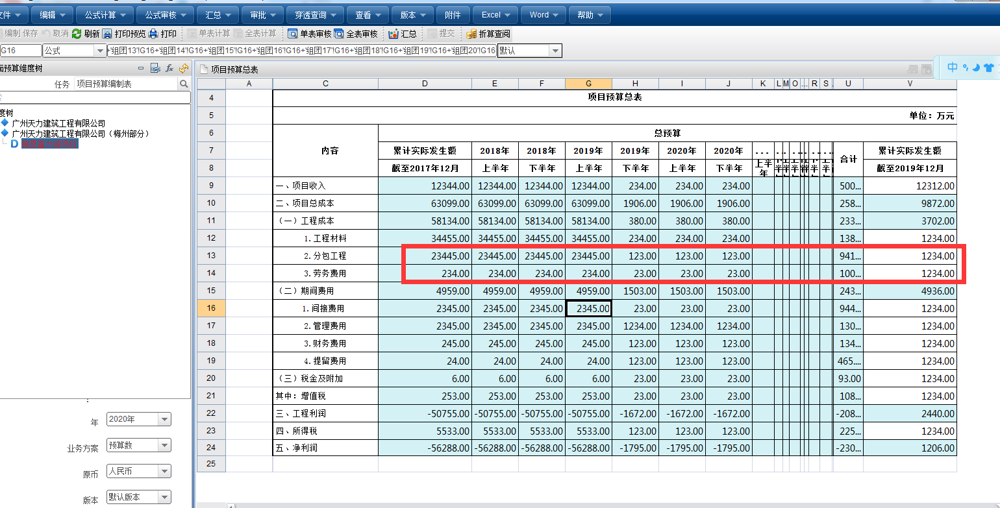 文件 编辑 公式计算 公式审核 汇总 审批 穿透查询 查看 版本 附件 Excel Word 帮助
编制 保存 取消 刷新 打印预览 打印 单表计算 全表计算 单表审核 全表审核 汇总 提交 折算查阅
G16 公式 +'组团13'!G16+'组团14'!G16+'组团15'!G16+'组团16'!G16+'组团17'!G16+'组团18'!G16+'组团19'!G16+'组团20'!G16 默认
面预算维度树 fx
任务 项目预算编制表
度树
广州天力建筑工程有限公司
广州天力建筑工程有限公司（梅州部分）
D
年 2020年
业务方案 预算数
原币 人民币
版本 默认版本
项目预算总表
中
A C D E F G H I J K L M O ... R S . U V
4 项目预算总表
5 单位：万元
6 总预算
7 内容 累计实际发生额 2018年 2018年 2019年 2019年 2020年 2020年 ... 合计 累计实际发生额
8 截至2017年12月 上半年 下半年 上半年 下半年 上半年 下半年 上半年 截至2019年12月
9 一、项目收入 12344.00 12344.00 12344.00 12344.00 234.00 234.00 234.00 500... 12312.00
10 二、项目总成本 63099.00 63099.00 63099.00 63099.00 1906.00 1906.00 1906.00 258... 9872.00
11 （一）工程成本 58134.00 58134.00 58134.00 58134.00 380.00 380.00 380.00 233... 3702.00
12 1.工程材料 34455.00 34455.00 34455.00 34455.00 234.00 234.00 234.00 138... 1234.00
13 2.分包工程 23445.00 23445.00 23445.00 23445.00 123.00 123.00 123.00 941... 1234.00
14 3.劳务费用 234.00 234.00 234.00 234.00 23.00 23.00 23.00 100... 1234.00
15 （二）期间费用 4959.00 4959.00 4959.00 4959.00 1503.00 1503.00 1503.00 243... 4936.00
16 1.间接费用 2345.00 2345.00 2345.00 2345.00 23.00 23.00 23.00 944... 1234.00
17 2.管理费用 2345.00 2345.00 2345.00 2345.00 1234.00 1234.00 1234.00 130... 1234.00
18 3.财务费用 245.00 245.00 245.00 245.00 123.00 123.00 123.00 134... 1234.00
19 4.提留费用 24.00 24.00 24.00 24.00 123.00 123.00 123.00 465.... 1234.00
20 （三）税金及附加 6.00 6.00 6.00 6.00 23.00 23.00 23.00 93.00 1234.00
21 其中：增值税 253.00 253.00 253.00 253.00 23.00 23.00 23.00 108... 1234.00
22 三、工程利润 -50755.00 -50755.00 -50755.00 -50755.00 -1672.00 -1672.00 -1672.00 -208... 2440.00
23 四、所得税 5533.00 5533.00 5533.00 5533.00 123.00 123.00 123.00 225... 1234.00
24 五、净利润 -56288.00 -56288.00 -56288.00 -56288.00 -1795.00 -1795.00 -1795.00 -230... 1206.00
25